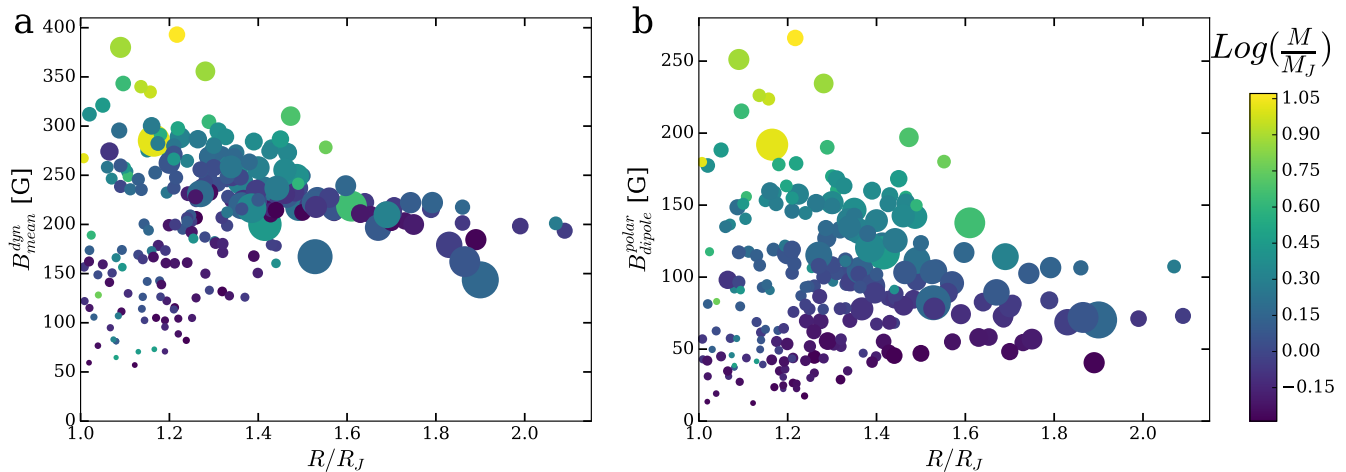 a
400
350
300
250
200
150
100
50
0
B_{mean}^{dyn} [G]
1.0 1.2 1.4 1.6 1.8 2.0
R/R_J
b
250
200
150
100
50
0
B_{dipole}^{polar} [G]
1.0 1.2 1.4 1.6 1.8 2.0
R/R_J
Log(\frac{M}{M_J})
1.05
0.90
0.75
0.60
0.45
0.30
0.15
0.00
−0.15